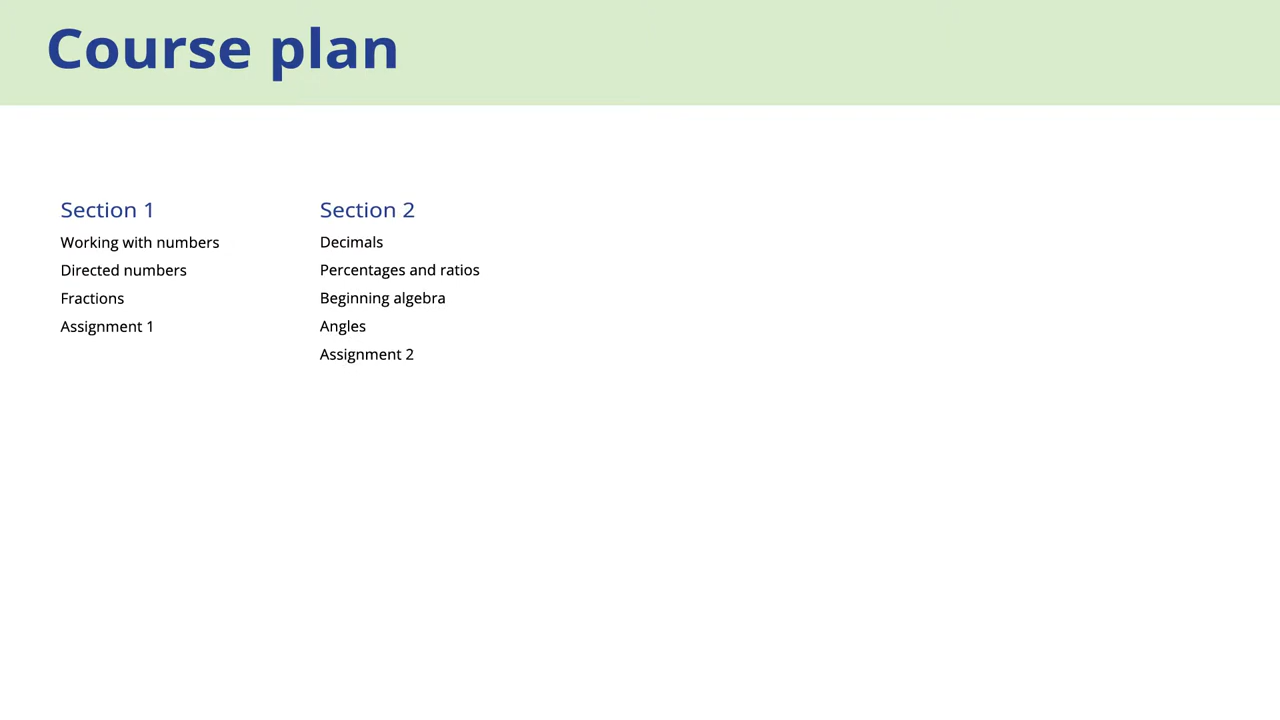 Course plan
Section 1
Working with numbers
Directed numbers
Fractions
Assignment 1
Section 2
Decimals
Percentages and ratios
Beginning algebra
Angles
Assignment 2